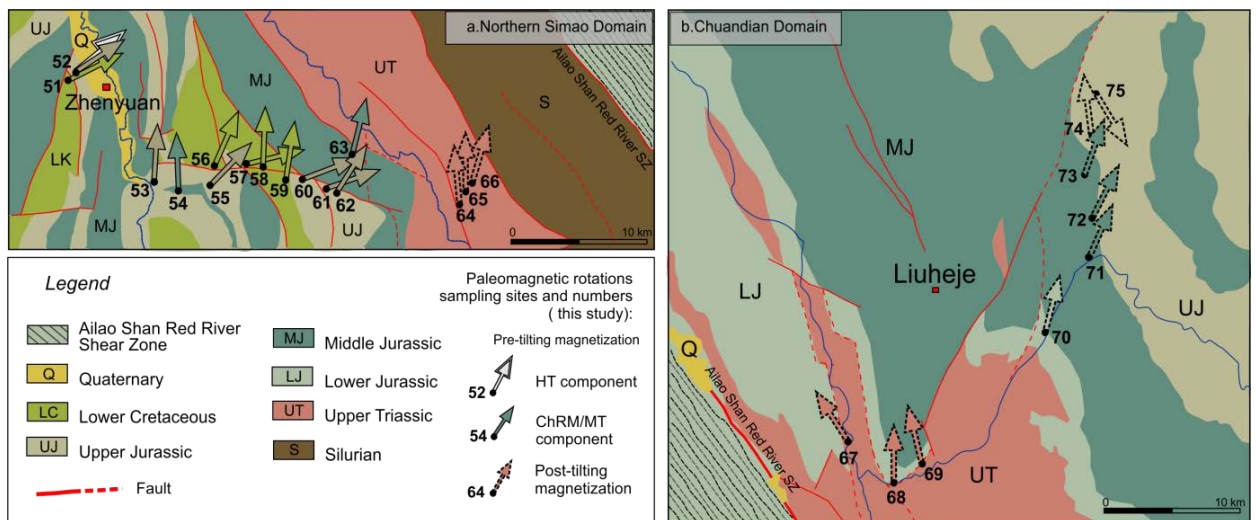 a.Northern Simao Domain
UJ
Q
52
51
Zhenyuan
MJ
UT
S
Ailao Shan Red River SZ
LK
53
54
56
55
57
58
59
60
61
62
63
64
65
66
MJ
UJ
0
10 km
Legend
Ailao Shan Red River
Shear Zone
Q
Quaternary
LC
Lower Cretaceous
UJ
Upper Jurassic
Fault
MJ
Middle Jurassic
LJ
Lower Jurassic
UT
Upper Triassic
S
Silurian
Paleomagnetic rotations
sampling sites and numbers
( this study):
Pre-tilting magnetization
52
HT component
54
ChRM/MT
component
64
Post-tilting
magnetization
b.Chuandian Domain
75
74
73
72
71
70
MJ
Liuheje
LJ
UJ
Q
Ailao Shan Red River SZ
67
68
69
UT
0
10 km